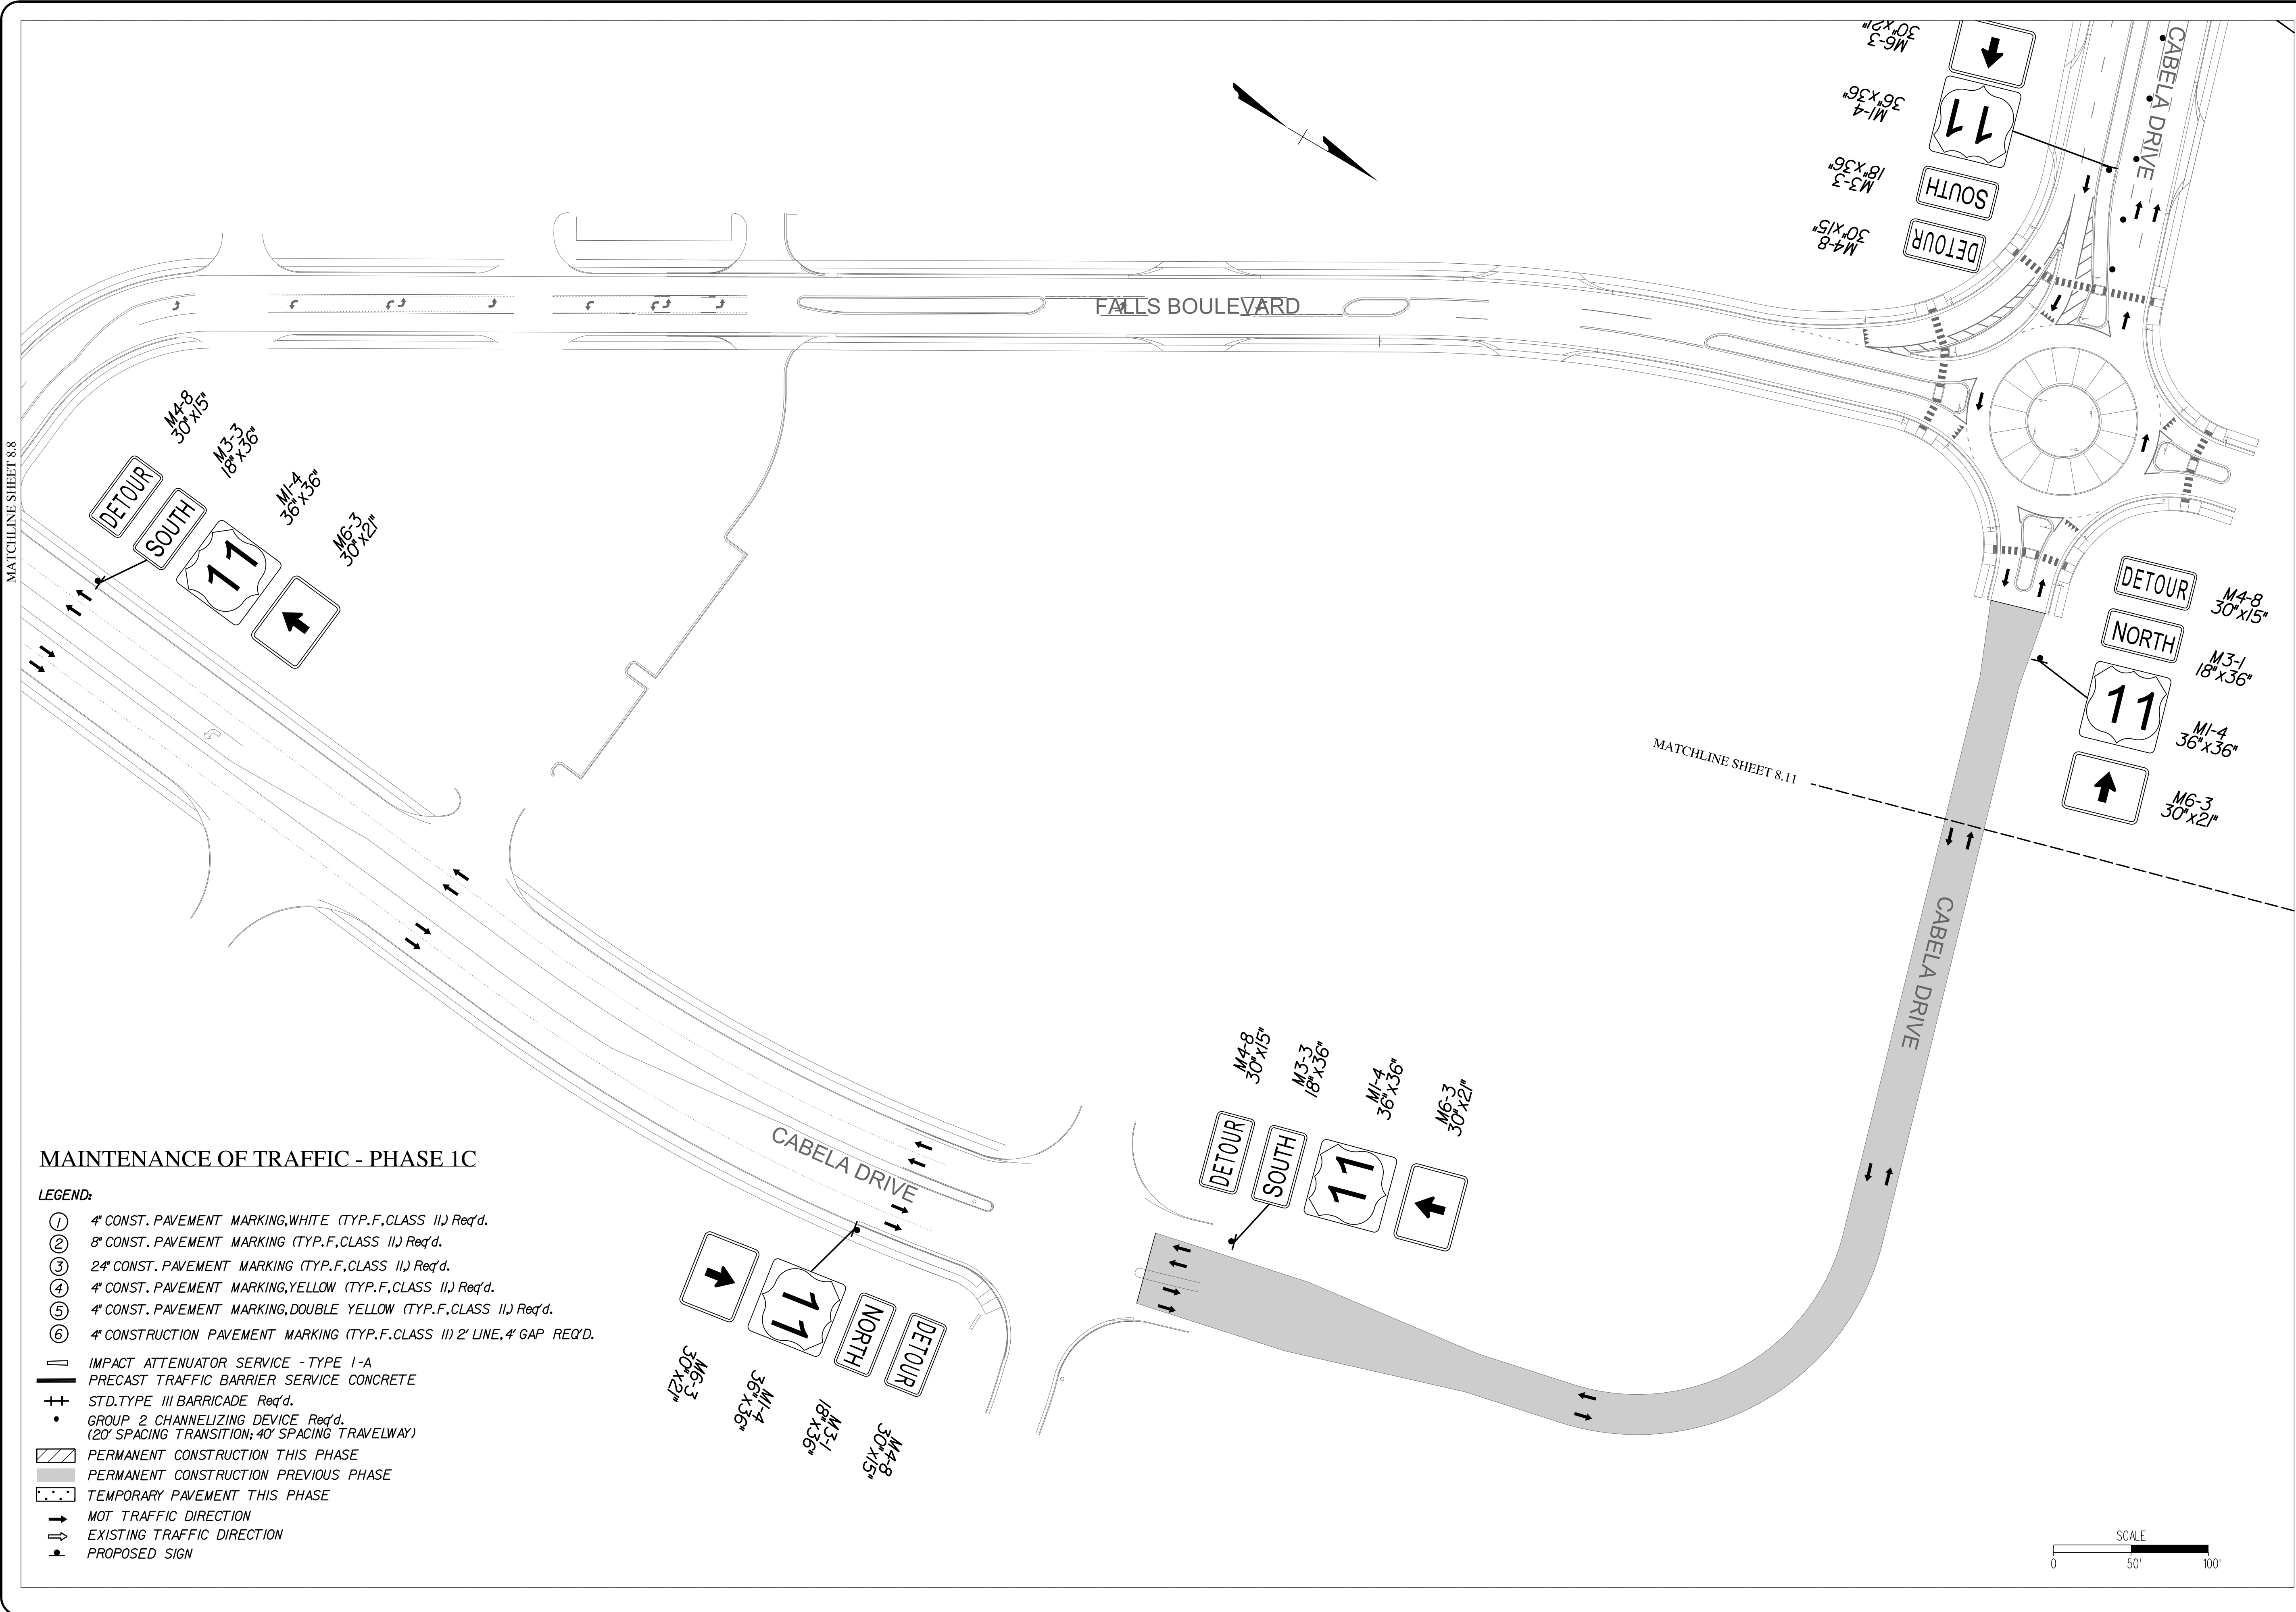 M6-3
30"x21"
M1-4
36"x36"
11
M3-3
18"x36"
SOUTH
M4-8
30"x15"
DETOUR
CABELA DRIVE
FALLS BOULEVARD
MATCHLINE SHEET 8.8
M4-8
30"x15"
M3-3
18"x36"
M1-4
36"x36"
M6-3
30"x21"
DETOUR
SOUTH
11
DETOUR
M4-8
30"x15"
NORTH
M3-1
18"x36"
11
M1-4
36"x36"
M6-3
30"x21"
MATCHLINE SHEET 8.11
CABELA DRIVE
M4-8
30"x15"
M3-3
18"x36"
M1-4
36"x36"
M6-3
30"x21"
DETOUR
SOUTH
11
CABELA DRIVE
11
NORTH
DETOUR
M6-3
30"x21"
M1-4
36"x36"
M3-1
18"x36"
M4-8
30"x15"
MAINTENANCE OF TRAFFIC - PHASE 1C
LEGEND:
1 4" CONST. PAVEMENT MARKING,WHITE (TYP.F,CLASS II,) Req'd.
2 8" CONST. PAVEMENT MARKING (TYP.F,CLASS II,) Req'd.
3 24" CONST. PAVEMENT MARKING (TYP.F,CLASS II,) Req'd.
4 4" CONST. PAVEMENT MARKING,YELLOW (TYP.F,CLASS II,) Req'd.
5 4" CONST. PAVEMENT MARKING,DOUBLE YELLOW (TYP.F,CLASS II,) Req'd.
6 4" CONSTRUCTION PAVEMENT MARKING (TYP.F.CLASS II) 2' LINE,4' GAP REQ'D.
IMPACT ATTENUATOR SERVICE - TYPE 1-A
PRECAST TRAFFIC BARRIER SERVICE CONCRETE
STD.TYPE III BARRICADE Req'd.
GROUP 2 CHANNELIZING DEVICE Req'd.
(20' SPACING TRANSITION; 40' SPACING TRAVELWAY)
PERMANENT CONSTRUCTION THIS PHASE
PERMANENT CONSTRUCTION PREVIOUS PHASE
TEMPORARY PAVEMENT THIS PHASE
MOT TRAFFIC DIRECTION
EXISTING TRAFFIC DIRECTION
PROPOSED SIGN
SCALE
0 50' 100'